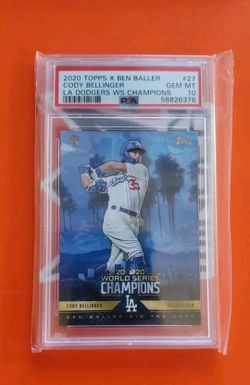 2020 TOPPS X BEN BALLER #27
CODY BELLINGER GEM MT
LA DODGERS WS CHAMPIONS 10
PSA 58826376
Topps
Dodgers
35
2020
WORLD SERIES
CHAMPIONS
CODY BELLINGER LA OUTFIELDER
BEN BALLER DID THE CARD